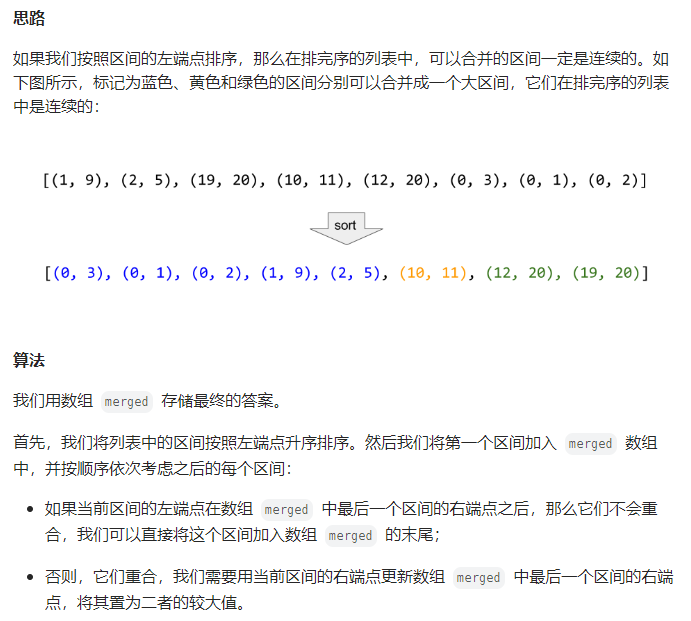 思路
如果我们按照区间的左端点排序，那么在排完序的列表中，可以合并的区间一定是连续的。如
下图所示，标记为蓝色、黄色和绿色的区间分别可以合并成一个大区间，它们在排完序的列表
中是连续的：
[(1, 9), (2, 5), (19, 20), (10, 11), (12, 20), (0, 3), (0, 1), (0, 2)]
sort
[(0, 3), (0, 1), (0, 2), (1, 9), (2, 5), (10, 11), (12, 20), (19, 20)]
算法
我们用数组 merged 存储最终的答案。
首先，我们将列表中的区间按照左端点升序排序。然后我们将第一个区间加入 merged 数组
中，并按顺序依次考虑之后的每个区间：
• 如果当前区间的左端点在数组 merged 中最后一个区间的右端点之后，那么它们不会重
合，我们可以直接将这个区间加入数组 merged 的末尾；
• 否则，它们重合，我们需要用当前区间的右端点更新数组 merged 中最后一个区间的右端
点，将其置为二者的较大值。